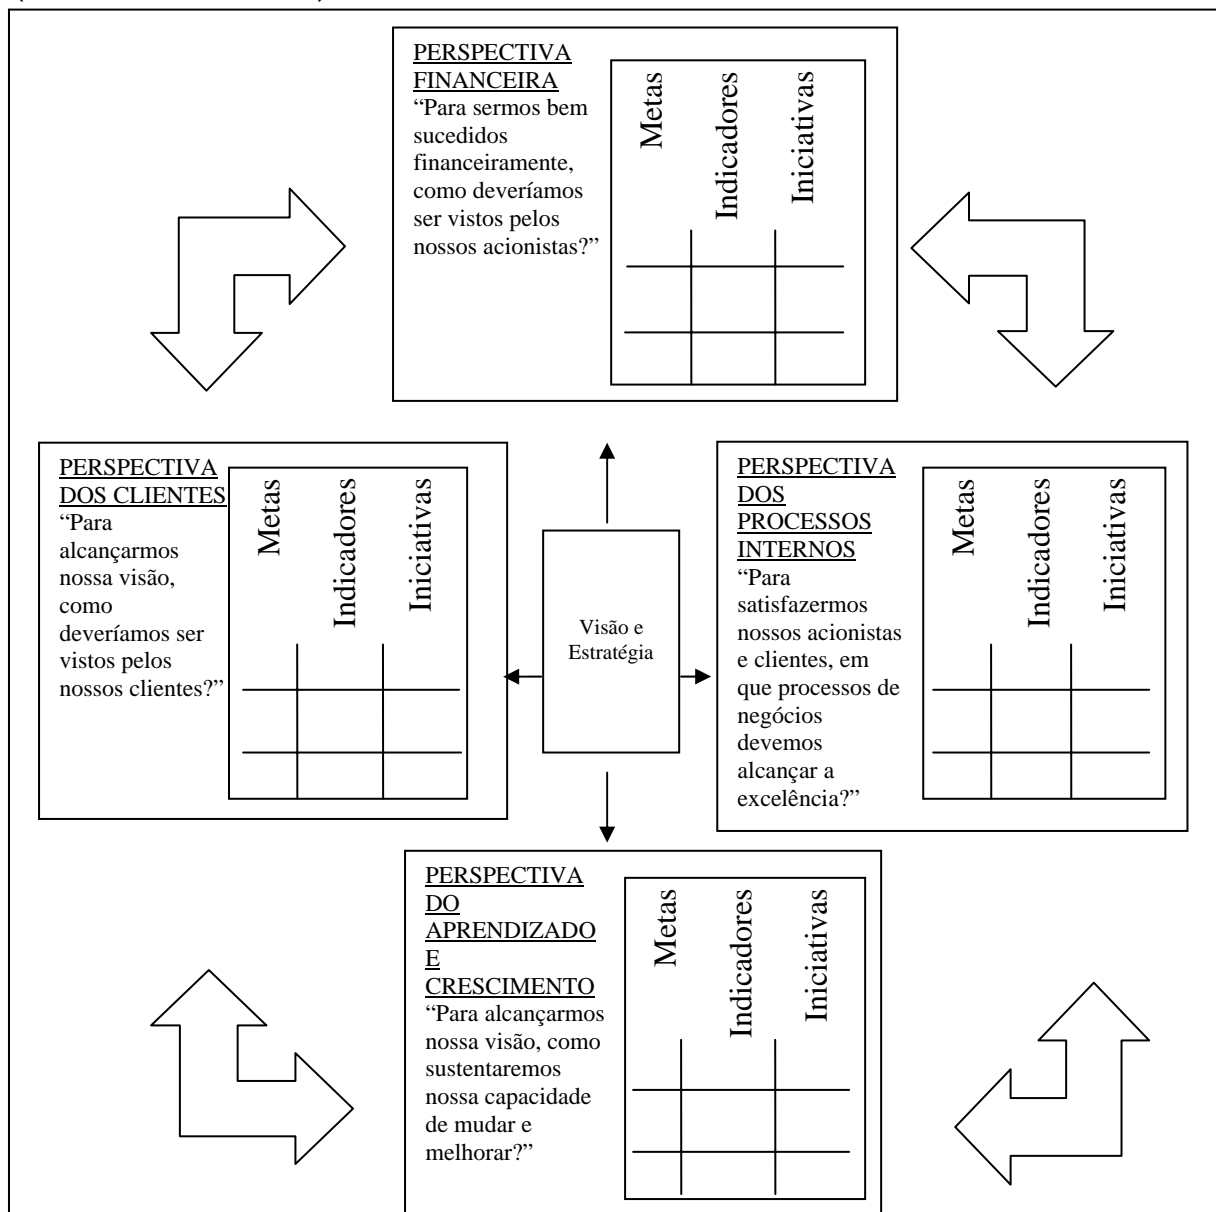 PERSPECTIVA
FINANCEIRA
“Para sermos bem
sucedidos
financeiramente,
como deveríamos
ser vistos pelos
nossos acionistas?”
Metas
Indicadores
Iniciativas
PERSPECTIVA
DOS CLIENTES
“Para
alcançarmos
nossa visão,
como
deveríamos ser
vistos pelos
nossos clientes?”
Metas
Indicadores
Iniciativas
Visão e
Estratégia
PERSPECTIVA
DOS
PROCESSOS
INTERNOS
“Para
satisfazermos
nossos acionistas
e clientes, em
que processos de
negócios
devemos
alcançar a
excelência?”
Metas
Indicadores
Iniciativas
PERSPECTIVA
DO
APRENDIZADO
E
CRESCIMENTO
“Para alcançarmos
nossa visão, como
sustentaremos
nossa capacidade
de mudar e
melhorar?”
Metas
Indicadores
Iniciativas